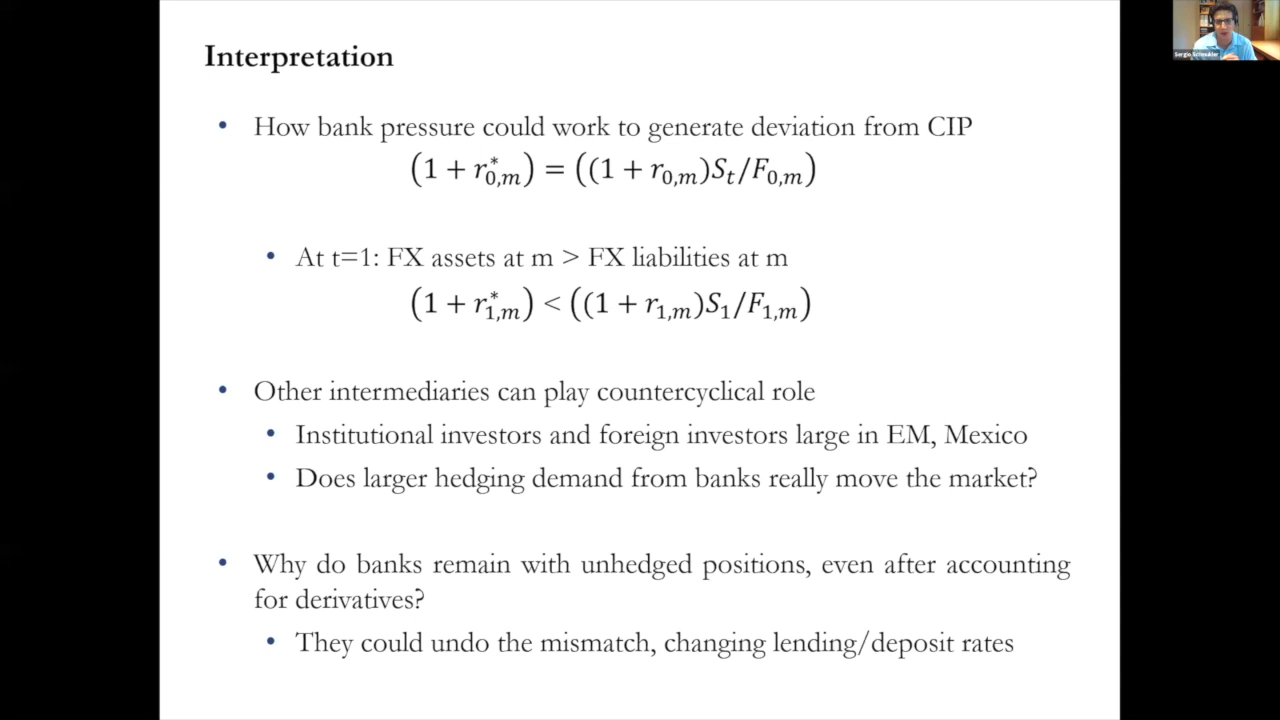 Interpretation
• How bank pressure could work to generate deviation from CIP
(1 + r*₀,ₘ) = ((1 + r₀,ₘ)Sₜ/F₀,ₘ)
• At t=1: FX assets at m > FX liabilities at m
(1 + r*₁,ₘ) < ((1 + r₁,ₘ)S₁/F₁,ₘ)
• Other intermediaries can play countercyclical role
• Institutional investors and foreign investors large in EM, Mexico
• Does larger hedging demand from banks really move the market?
• Why do banks remain with unhedged positions, even after accounting
for derivatives?
• They could undo the mismatch, changing lending/deposit rates
Sergio Schmukler